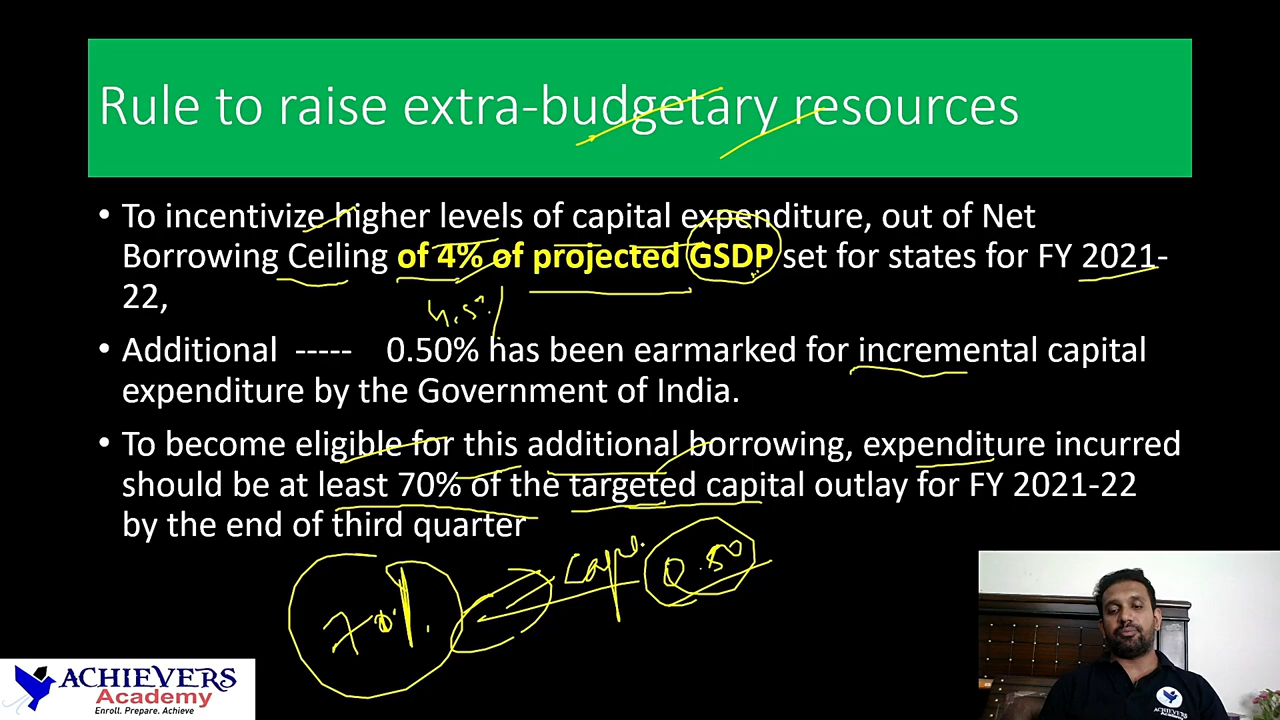 Rule to raise extra-budgetary resources
• To incentivize higher levels of capital expenditure, out of Net
Borrowing Ceiling of 4% of projected GSDP set for states for FY 2021-
22,
4.5%
• Additional ----- 0.50% has been earmarked for incremental capital
expenditure by the Government of India.
• To become eligible for this additional borrowing, expenditure incurred
should be at least 70% of the targeted capital outlay for FY 2021-22
by the end of third quarter
70%
0.50
ACHIEVERS
Academy
Enroll. Prepare. Achieve
ACHIEVERS